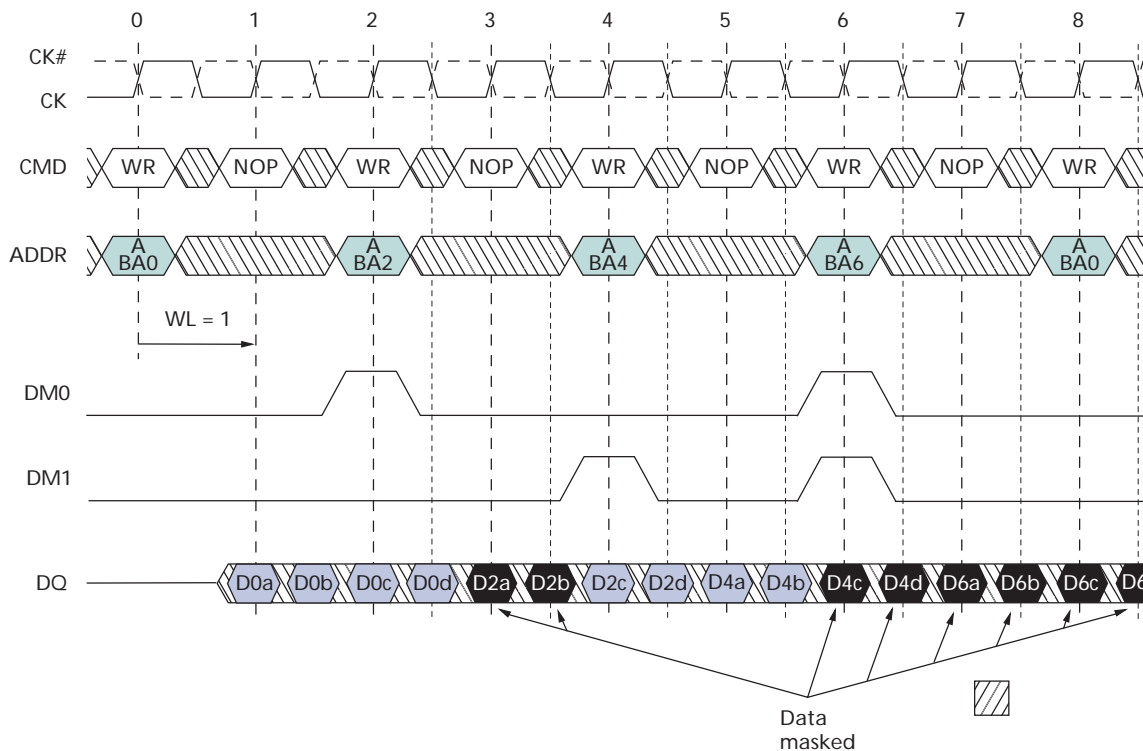 0 1 2 3 4 5 6 7 8
CK#
CK
CMD WR NOP WR NOP WR NOP WR NOP WR
ADDR A BA0 A BA2 A BA4 A BA6 A BA0
WL = 1
DM0
DM1
DQ D0a D0b D0c D0d D2a D2b D2c D2d D4a D4b D4c D4d D6a D6b D6c D6
Data
masked